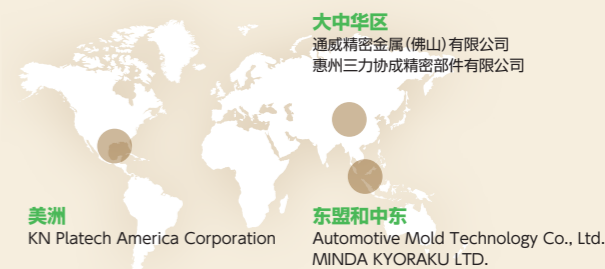 大中华区
通威精密金属(佛山)有限公司
惠州三力协成精密部件有限公司
美洲
KN Platech America Corporation
东盟和中东
Automotive Mold Technology Co., Ltd.
MINDA KYORAKU LTD.